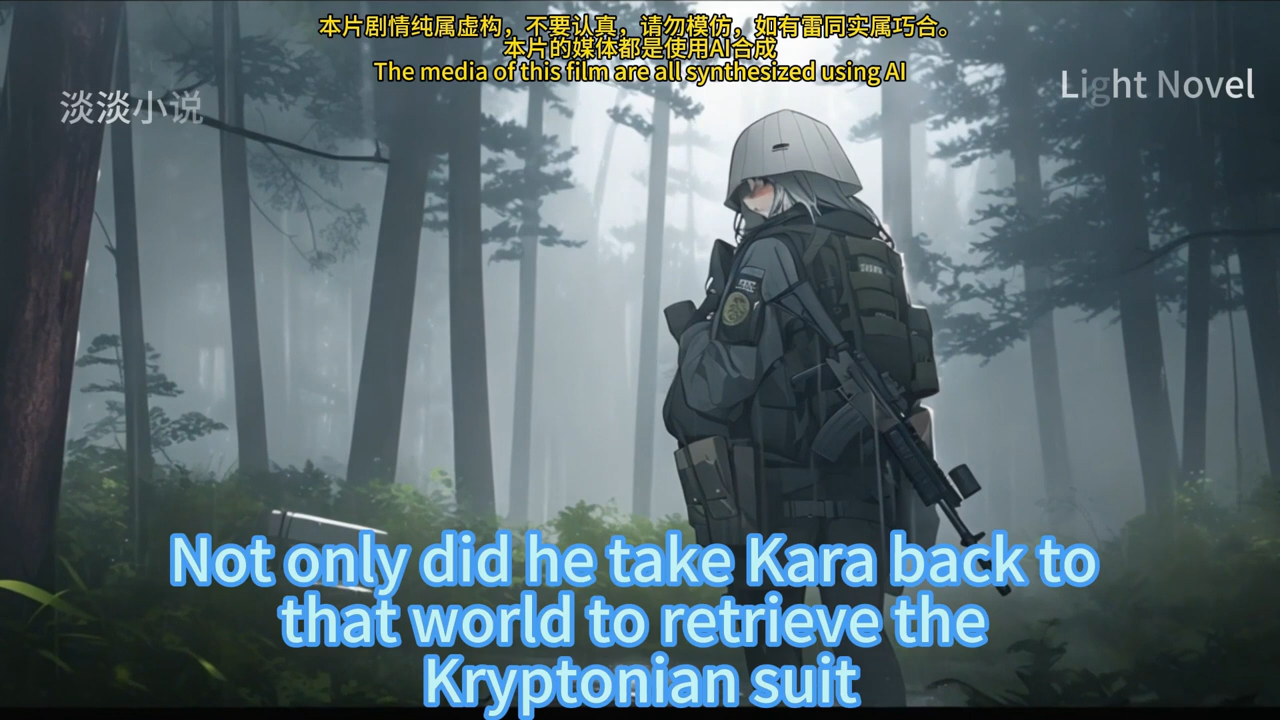 本片剧情纯属虚构，不要认真，请勿模仿，如有雷同实属巧合。
本片的媒体都是使用AI合成
The media of this film are all synthesized using AI
淡淡小说
Light Novel
Not only did he take Kara back to
that world to retrieve the
Kryptonian suit